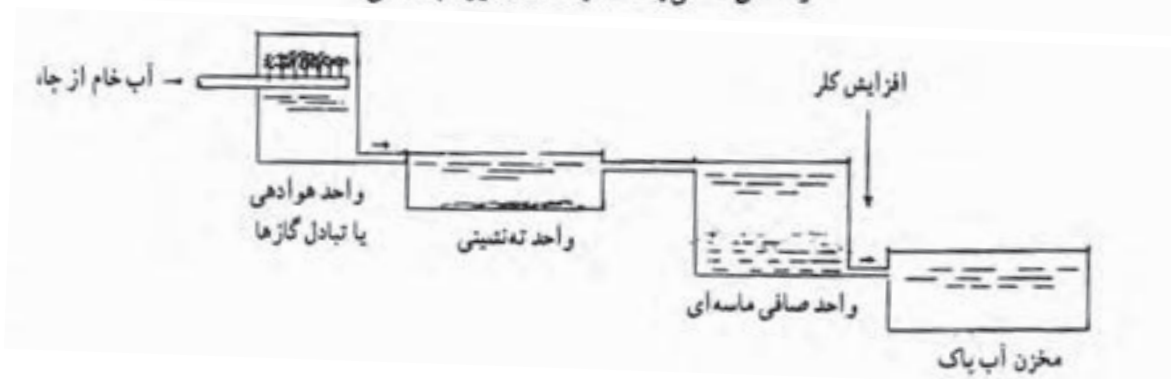 آب خام از چاه
افزایش کلر
واحد هوادهی
یا تبادل گازها
واحد ته‌نشینی
واحد صافی ماسه‌ای
مخزن آب پاک